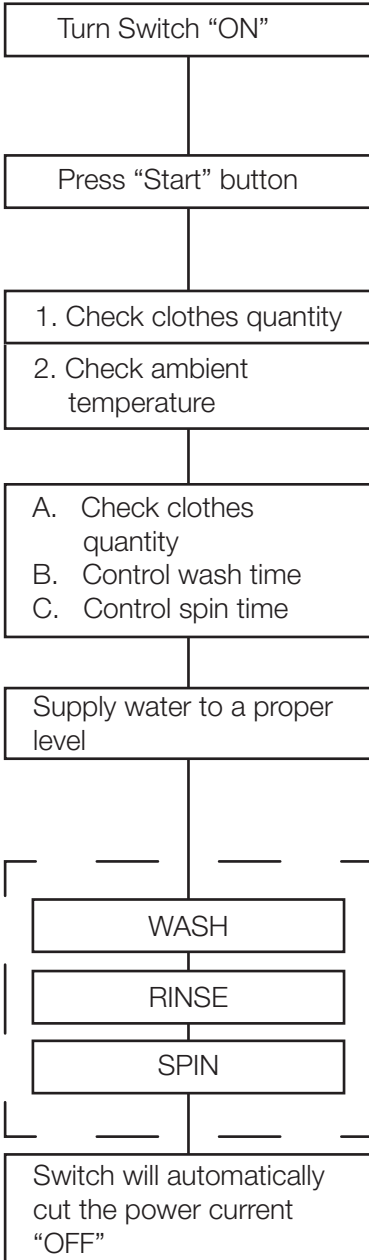 Turn Switch “ON”
Press “Start” button
1. Check clothes quantity
2. Check ambient
temperature
A. Check clothes
quantity
B. Control wash time
C. Control spin time
Supply water to a proper
level
WASH
RINSE
SPIN
Switch will automatically
cut the power current
“OFF”